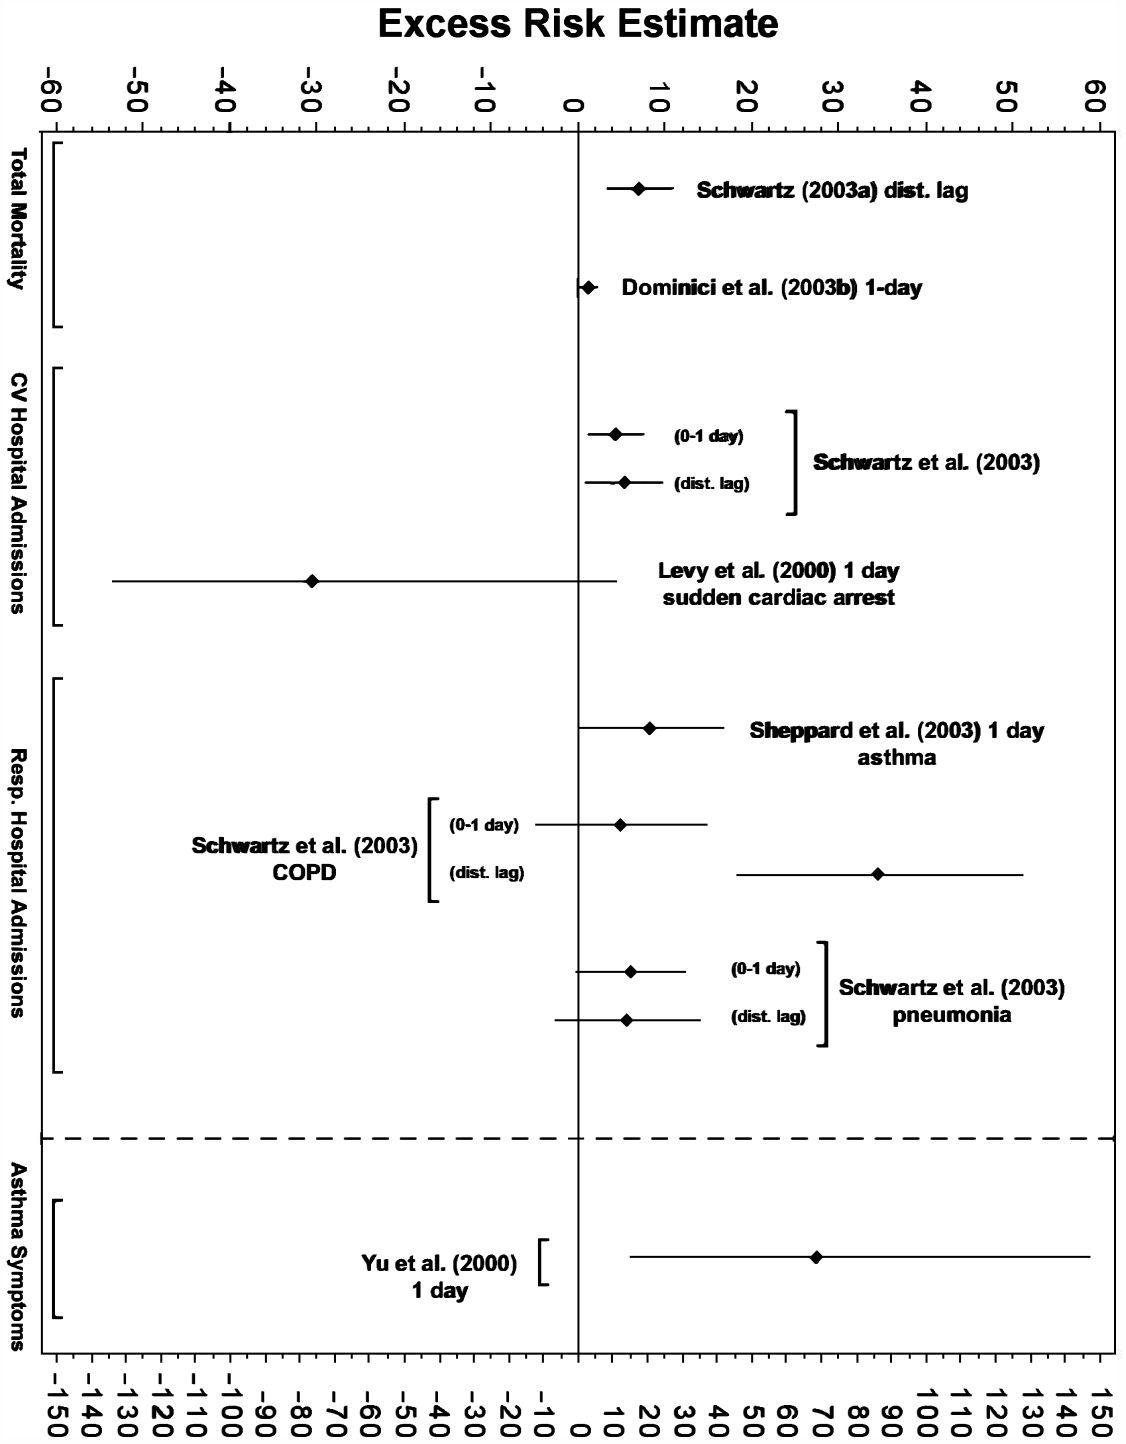 Excess Risk Estimate
-60 -50 -40 -30 -20 -10 0 10 20 30 40 50 60
Total Mortality
Schwartz (2003a) dist. lag
Dominici et al. (2003b) 1-day
CV Hospital Admissions
(0-1 day)
(dist. lag)
Schwartz et al. (2003)
Levy et al. (2000) 1 day
sudden cardiac arrest
Resp. Hospital Admissions
Sheppard et al. (2003) 1 day
asthma
Schwartz et al. (2003)
COPD
(0-1 day)
(dist. lag)
(0-1 day)
(dist. lag)
Schwartz et al. (2003)
pneumonia
Asthma Symptoms
Yu et al. (2000)
1 day
-150 -140 -130 -120 -110 -100 -90 -80 -70 -60 -50 -40 -30 -20 -10 0 10 20 30 40 50 60 70 80 90 100 110 120 130 140 150